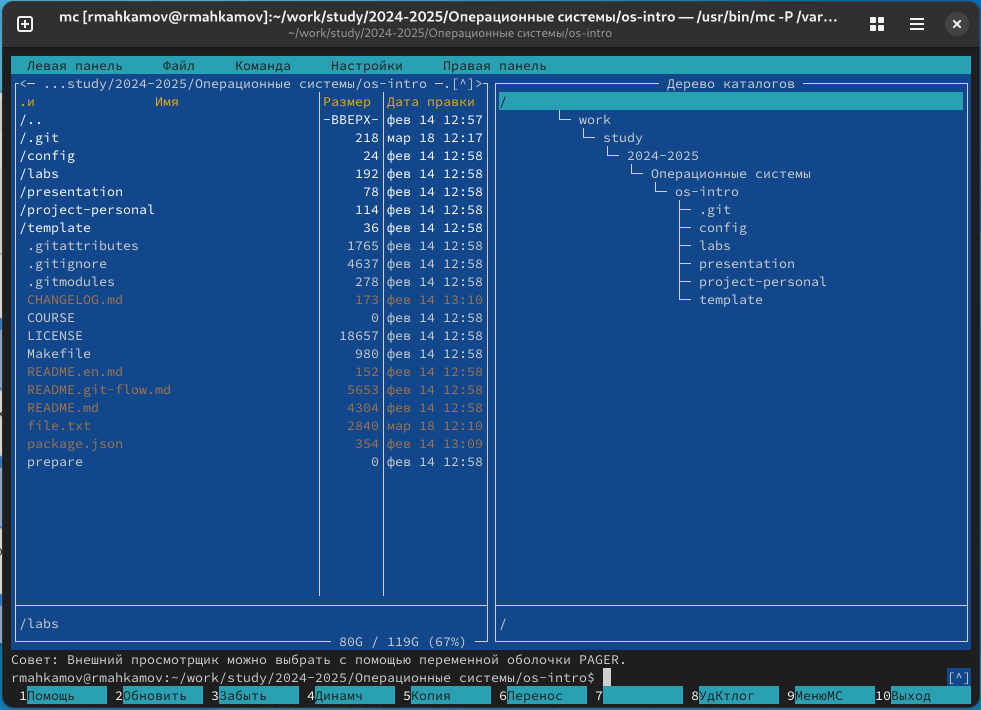 mc [rmahkamov@rmahkamov]:~/work/study/2024-2025/Операционные системы/os-intro — /usr/bin/mc -P /var…
~/work/study/2024-2025/Операционные системы/os-intro
Левая панель Файл Команда Настройки Правая панель
<— ...study/2024-2025/Операционные системы/os-intro —.[^]>
.и Имя Размер Дата правки
/.. -ВВЕРХ- фев 14 12:57
/.git 218 мар 18 12:17
/config 24 фев 14 12:58
/labs 192 фев 14 12:58
/presentation 78 фев 14 12:58
/project-personal 114 фев 14 12:58
/template 36 фев 14 12:58
.gitattributes 1765 фев 14 12:58
.gitignore 4637 фев 14 12:58
.gitmodules 278 фев 14 12:58
CHANGELOG.md 173 фев 14 13:10
COURSE 0 фев 14 12:58
LICENSE 18657 фев 14 12:58
Makefile 980 фев 14 12:58
README.en.md 152 фев 14 12:58
README.git-flow.md 5653 фев 14 12:58
README.md 4304 фев 14 12:58
file.txt 2840 мар 18 12:10
package.json 354 фев 14 13:09
prepare 0 фев 14 12:58
/labs
80G / 119G (67%)
Дерево каталогов
/
work
study
2024-2025
Операционные системы
os-intro
.git
config
labs
presentation
project-personal
template
/
Совет: Внешний просмотрщик можно выбрать с помощью переменной оболочки PAGER.
rmahkamov@rmahkamov:~/work/study/2024-2025/Операционные системы/os-intro$ [^]
1Помощь 2Обновить 3Забыть 4Динамч 5Копия 6Перенос 7 8УдКтлог 9МенюМС 10Выход